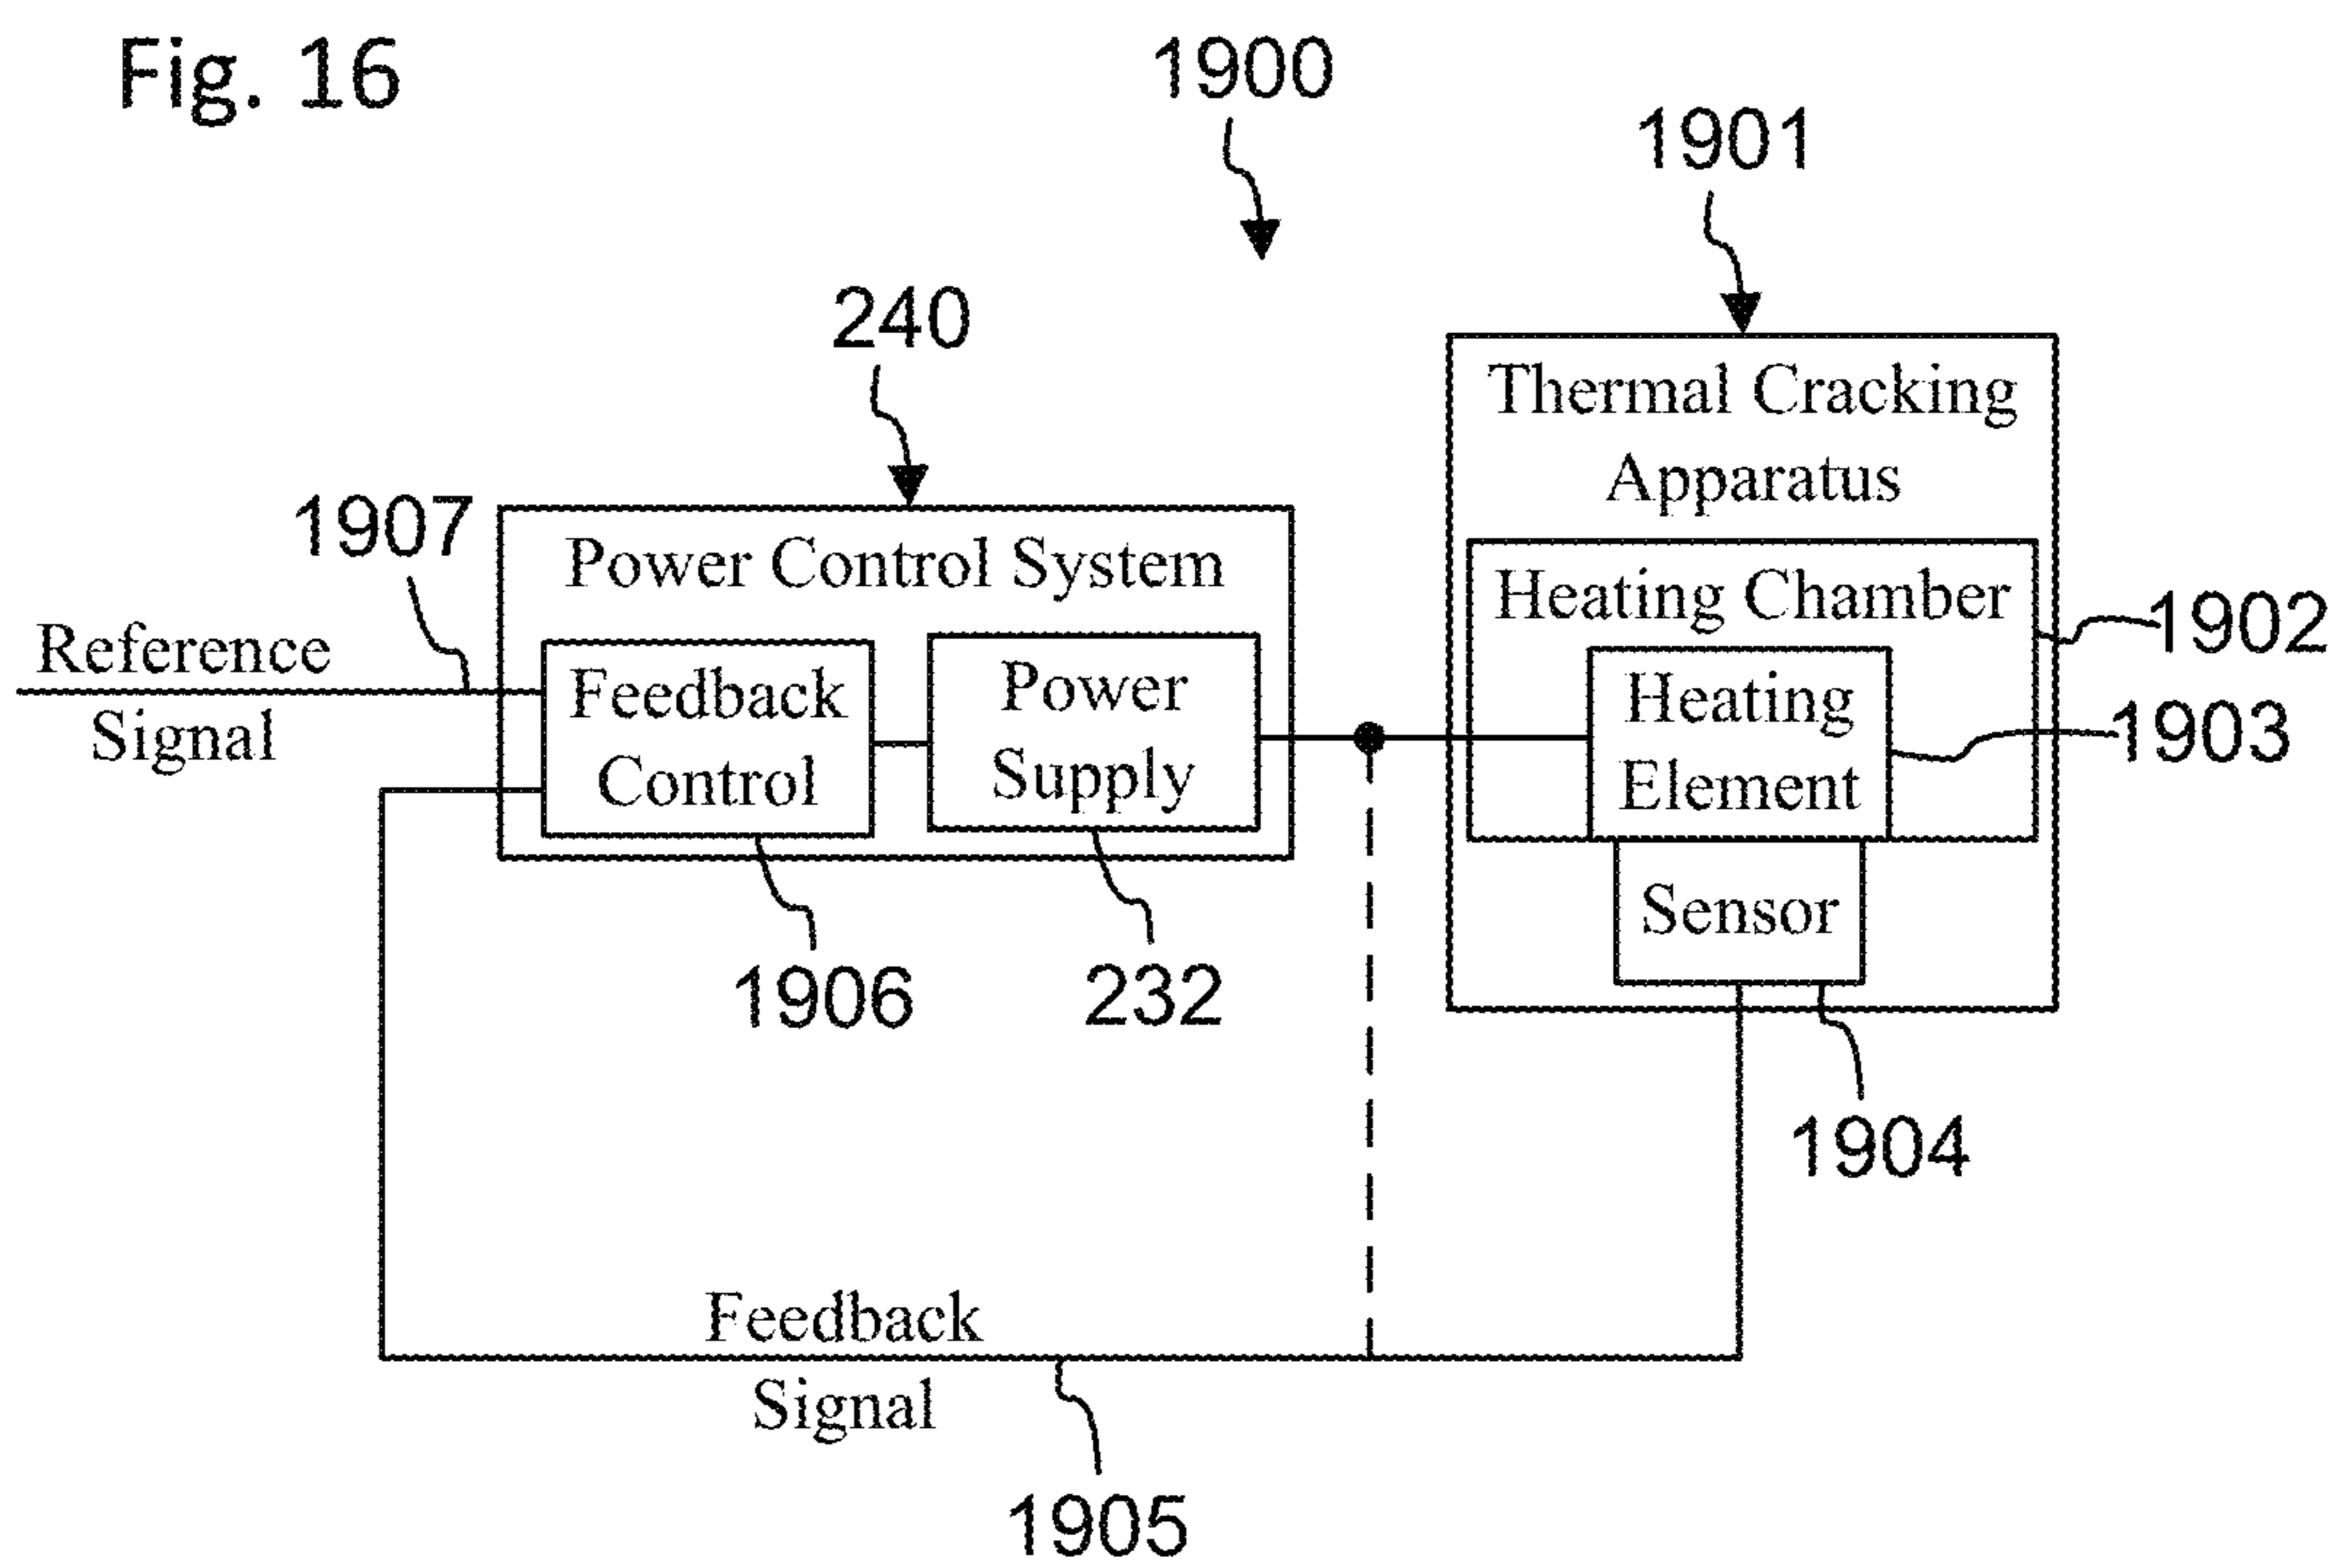 Fig. 16
1900
1901
240
Thermal Cracking
Apparatus
1907
Power Control System
Heating Chamber
1902
Reference
Signal
Feedback
Control
Power
Supply
Heating
Element
1903
Sensor
1906
232
1904
Feedback
Signal
1905